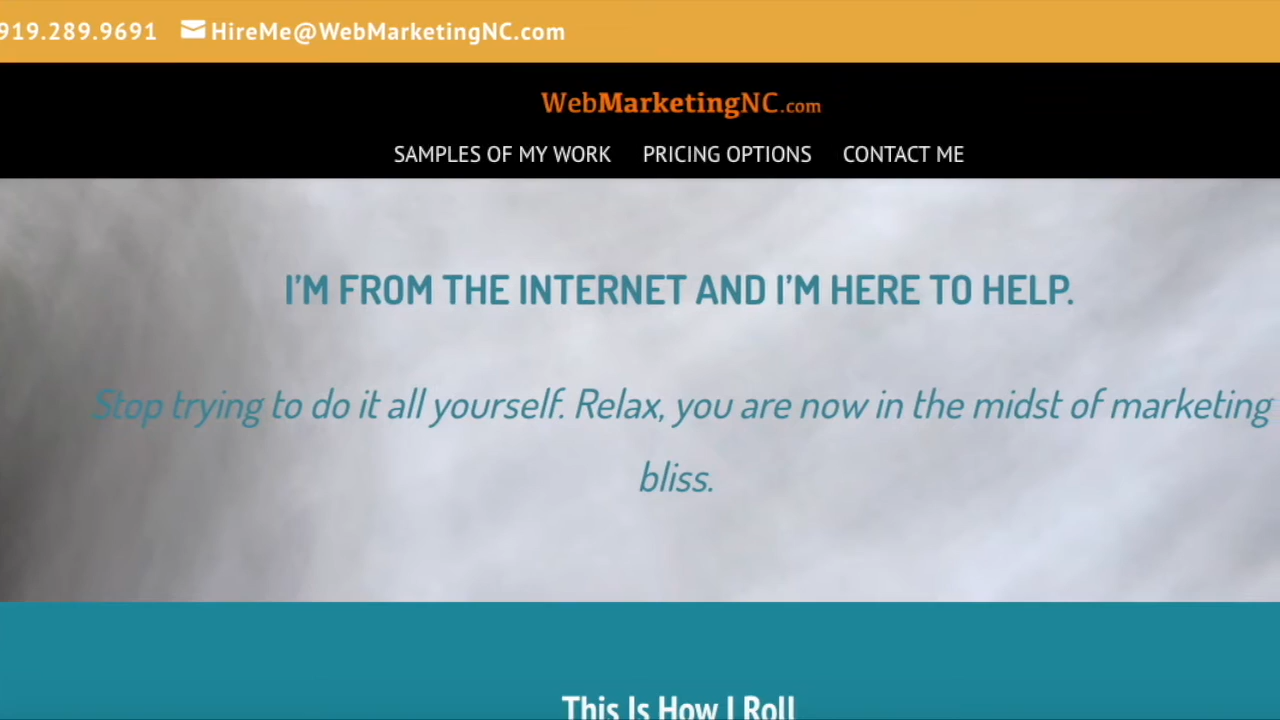 919.289.9691 HireMe@WebMarketingNC.com
WebMarketingNC.com
SAMPLES OF MY WORK PRICING OPTIONS CONTACT ME
I'M FROM THE INTERNET AND I'M HERE TO HELP.
Stop trying to do it all yourself. Relax, you are now in the midst of marketing
bliss.
This Is How I Roll